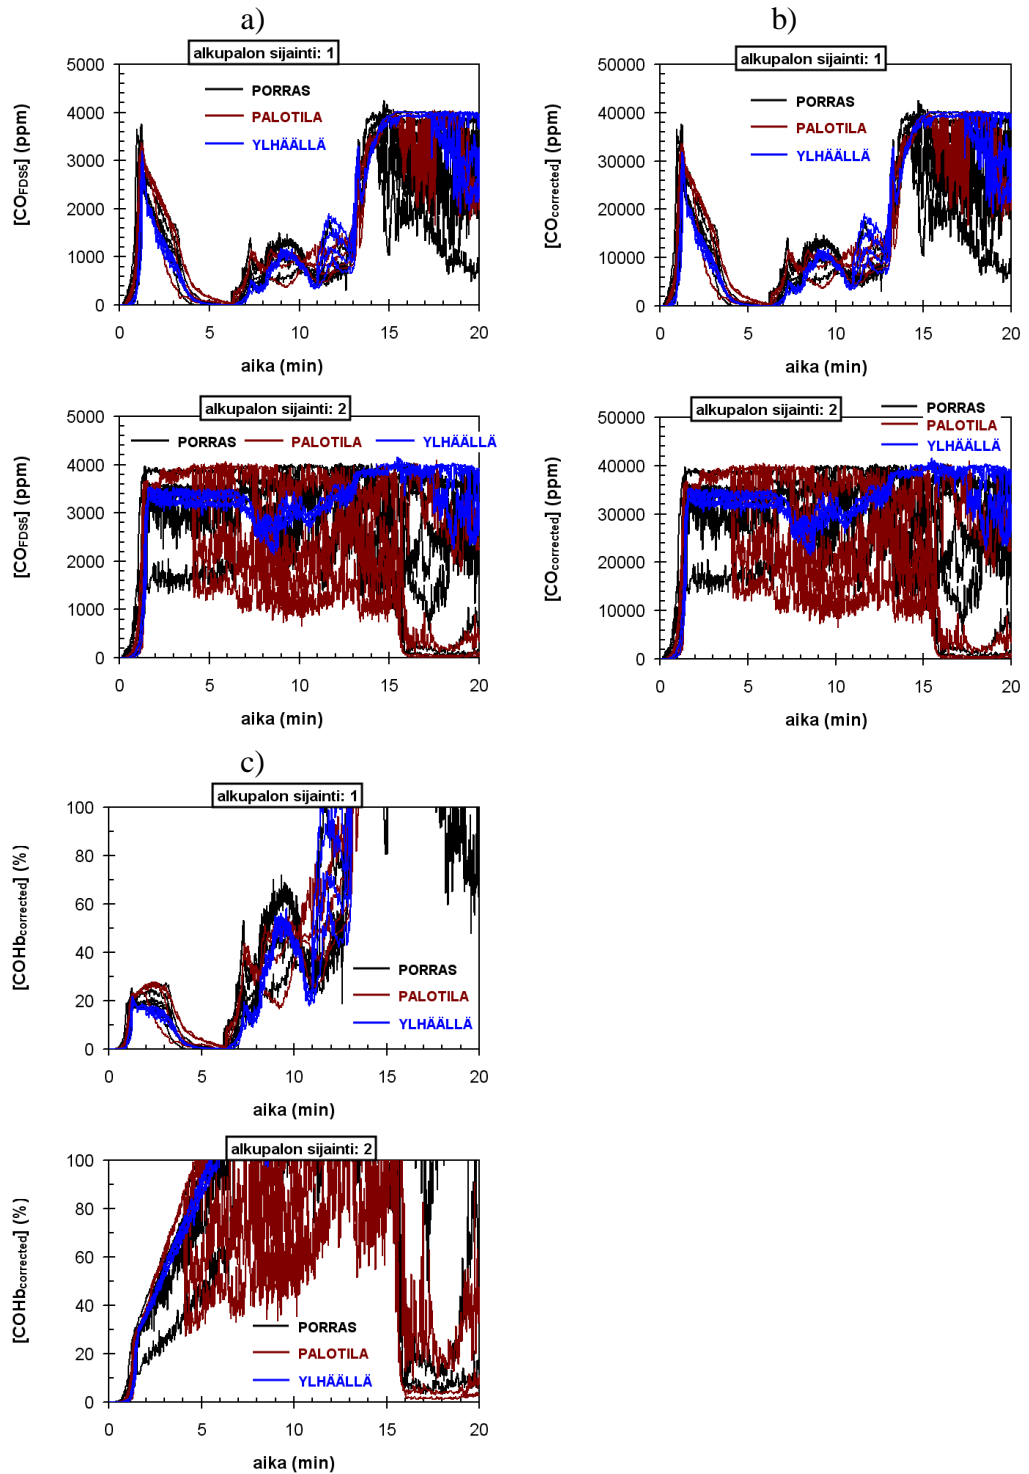 a)
alkupalon sijainti: 1
[COFDS5] (ppm)
5000
4000
3000
2000
1000
0
PORRAS
PALOTILA
YLHÄÄLLÄ
0 5 10 15 20
aika (min)
b)
alkupalon sijainti: 1
[COcorrected] (ppm)
50000
40000
30000
20000
10000
0
PORRAS
PALOTILA
YLHÄÄLLÄ
0 5 10 15 20
aika (min)
alkupalon sijainti: 2
[COFDS5] (ppm)
5000
4000
3000
2000
1000
0
PORRAS PALOTILA YLHÄÄLLÄ
0 5 10 15 20
aika (min)
alkupalon sijainti: 2
[COcorrected] (ppm)
50000
40000
30000
20000
10000
0
PORRAS
PALOTILA
YLHÄÄLLÄ
0 5 10 15 20
aika (min)
c)
alkupalon sijainti: 1
[COHbcorrected] (%)
100
80
60
40
20
0
PORRAS
PALOTILA
YLHÄÄLLÄ
0 5 10 15 20
aika (min)
alkupalon sijainti: 2
[COHbcorrected] (%)
100
80
60
40
20
0
PORRAS
PALOTILA
YLHÄÄLLÄ
0 5 10 15 20
aika (min)